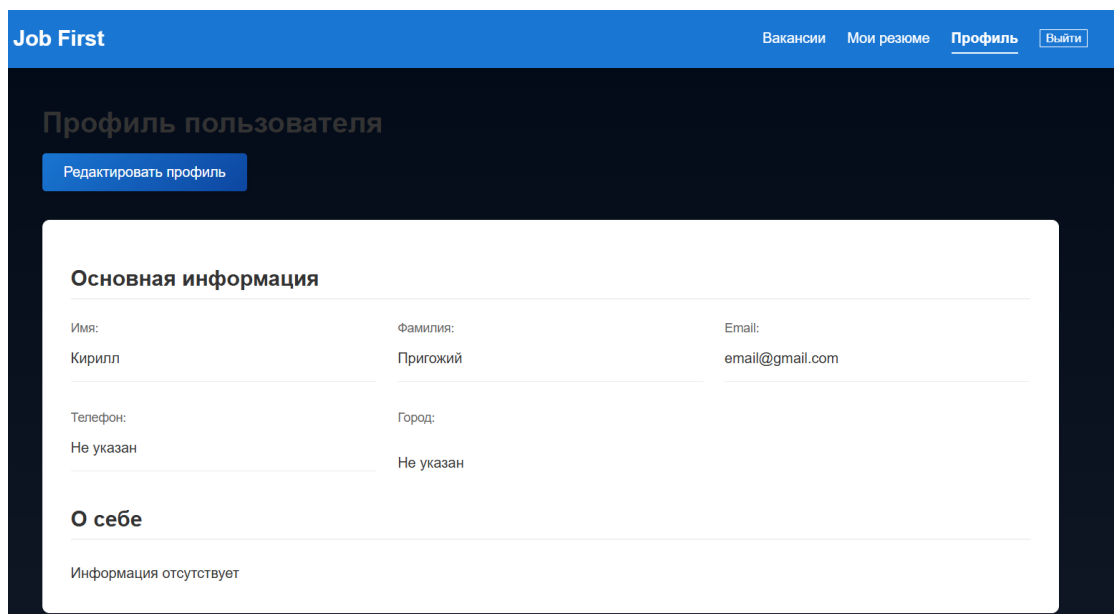 Job First
Вакансии Мои резюме Профиль Выйти
Профиль пользователя
Редактировать профиль
Основная информация
Имя: Фамилия: Email:
Кирилл Пригожий email@gmail.com
Телефон: Город:
Не указан Не указан
О себе
Информация отсутствует